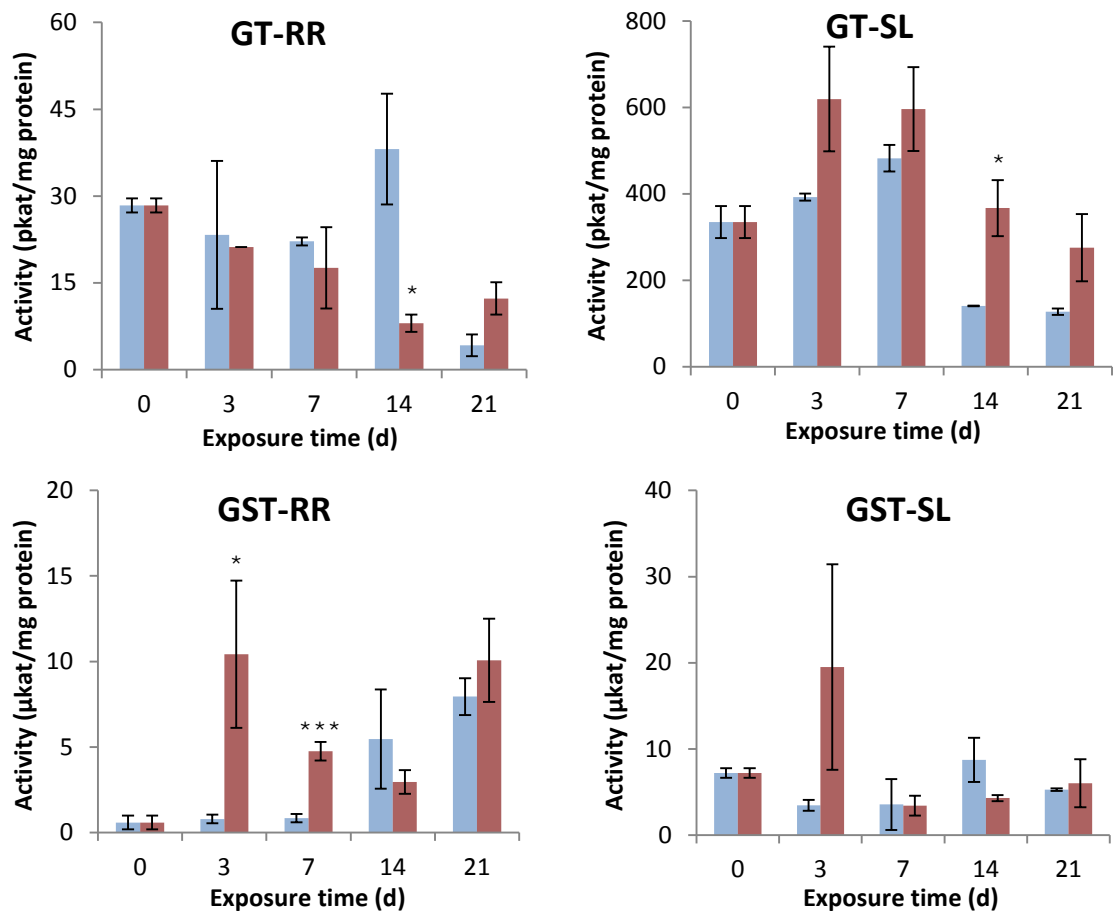 GT-RR
Activity (pkat/mg protein)
60
45
30
15
0
*
0 3 7 14 21
Exposure time (d)
GT-SL
Activity (pkat/mg protein)
800
600
400
200
0
*
0 3 7 14 21
Exposure time (d)
GST-RR
Activity (µkat/mg protein)
20
15
10
5
0
*
***
0 3 7 14 21
Exposure time (d)
GST-SL
Activity (µkat/mg protein)
40
30
20
10
0
0 3 7 14 21
Exposure time (d)